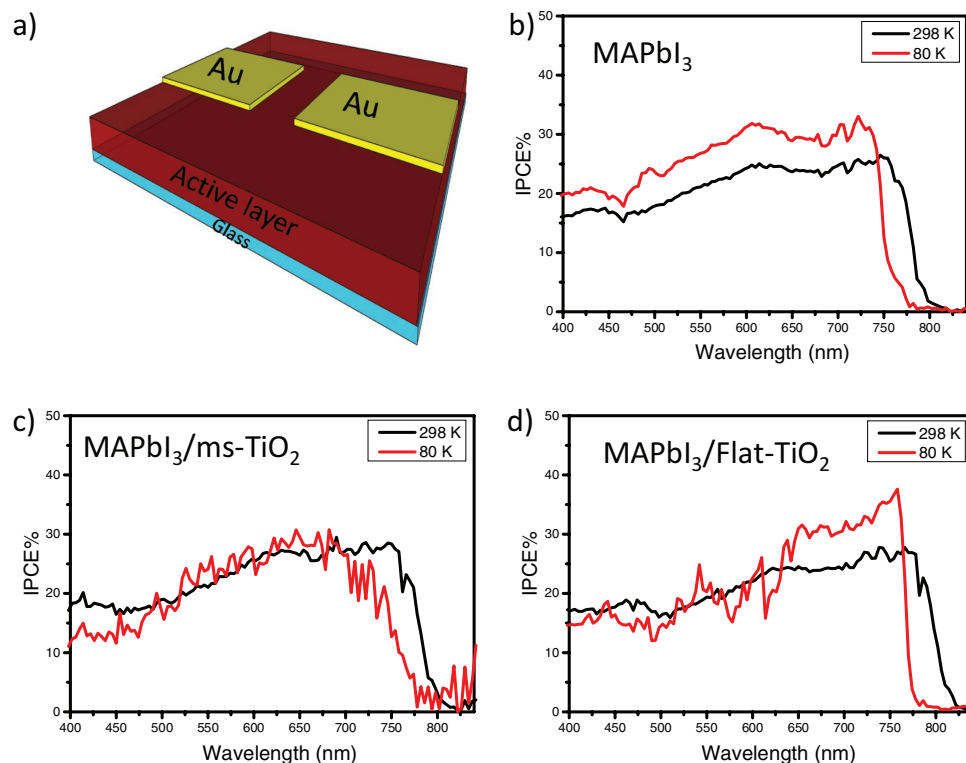 a)
Au
Au
Active layer
Glass
b)
MAPbI₃
298 K
80 K
IPCE%
50
40
30
20
10
0
400 450 500 550 600 650 700 750 800
Wavelength (nm)
c)
MAPbI₃/ms-TiO₂
298 K
80 K
IPCE%
50
40
30
20
10
0
400 450 500 550 600 650 700 750 800
Wavelength (nm)
d)
MAPbI₃/Flat-TiO₂
298 K
80 K
IPCE%
50
40
30
20
10
0
400 450 500 550 600 650 700 750 800
Wavelength (nm)